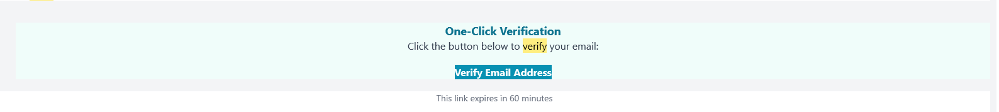 One-Click Verification
Click the button below to verify your email:
Verify Email Address
This link expires in 60 minutes